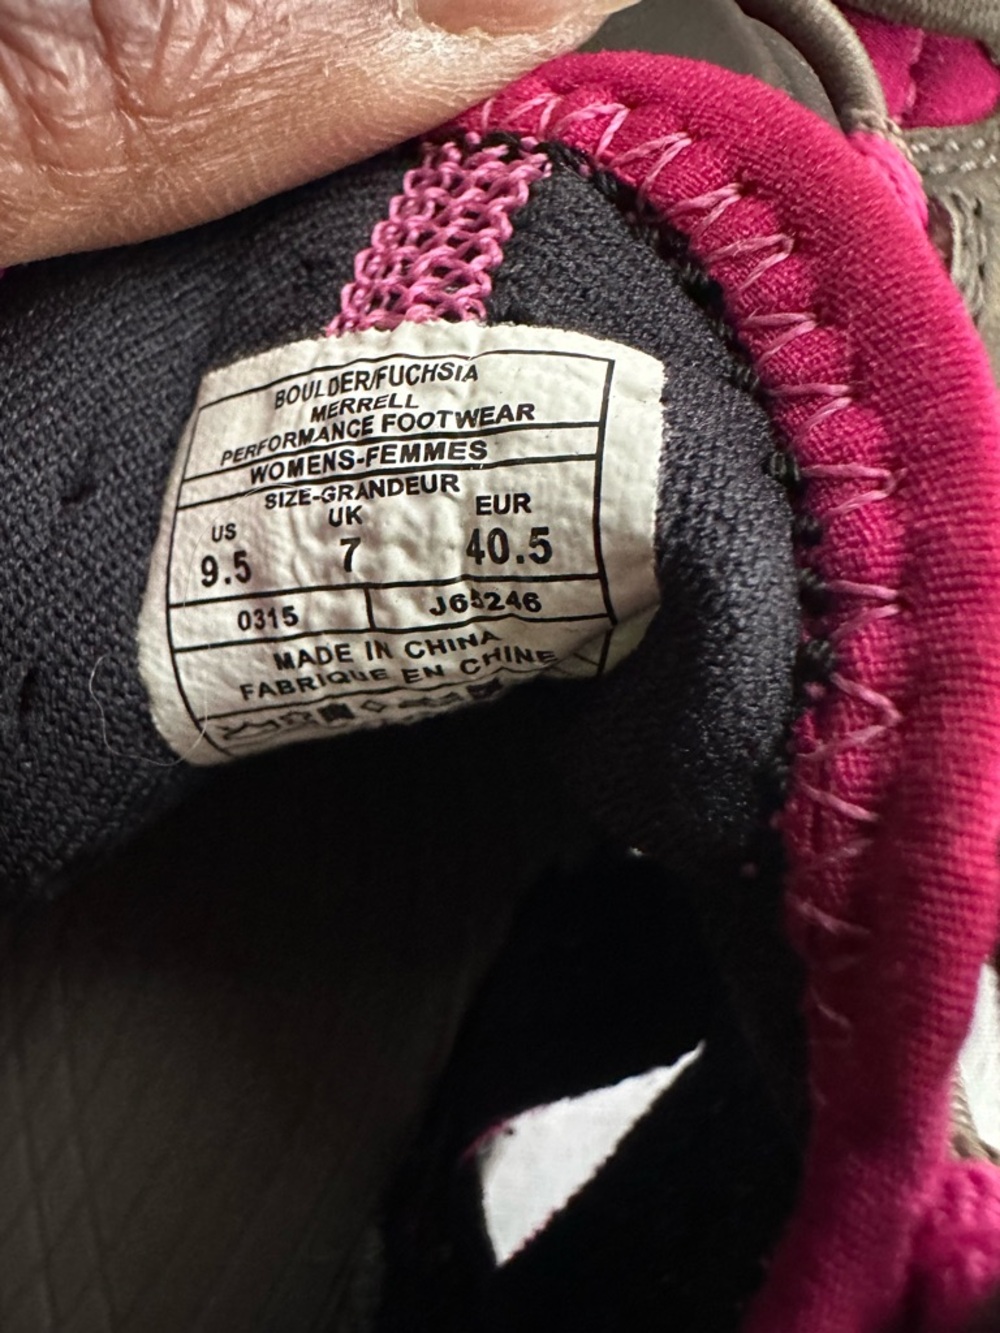 BOULDER/FUCHSIA
MERRELL
PERFORMANCE FOOTWEAR
WOMENS-FEMMES
SIZE-GRANDEUR
US UK EUR
9.5 7 40.5
0315
MADE IN CHINA
FABRIQUE EN CHINE